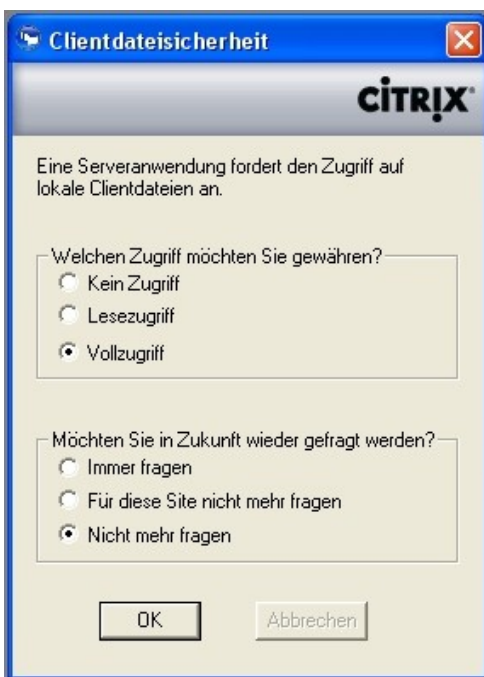 Clientdateisicherheit
CITRIX
Eine Serveranwendung fordert den Zugriff auf
lokale Clientdateien an.
Welchen Zugriff möchten Sie gewähren?
Kein Zugriff
Lesezugriff
Vollzugriff
Möchten Sie in Zukunft wieder gefragt werden?
Immer fragen
Für diese Site nicht mehr fragen
Nicht mehr fragen
OK
Abbrechen